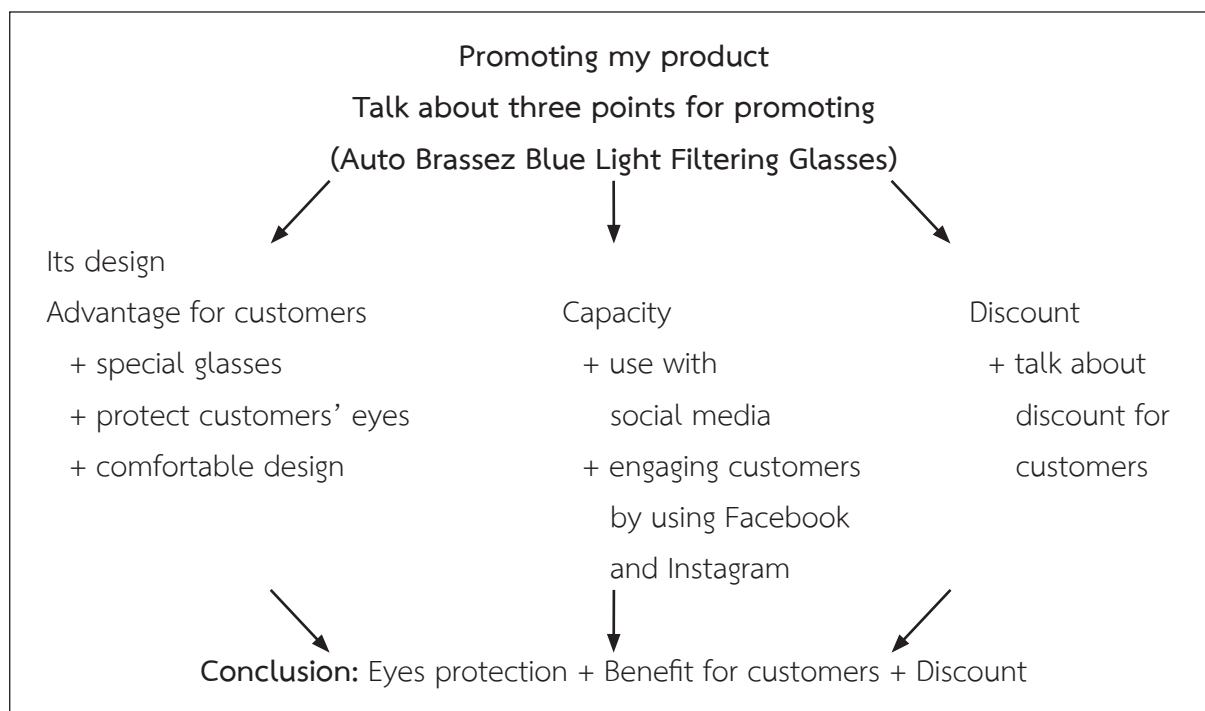 Promoting my product
Talk about three points for promoting
(Auto Brassez Blue Light Filtering Glasses)
Its design
Advantage for customers
+ special glasses
+ protect customers’ eyes
+ comfortable design
Capacity
+ use with
social media
+ engaging customers
by using Facebook
and Instagram
Discount
+ talk about
discount for
customers
Conclusion: Eyes protection + Benefit for customers + Discount